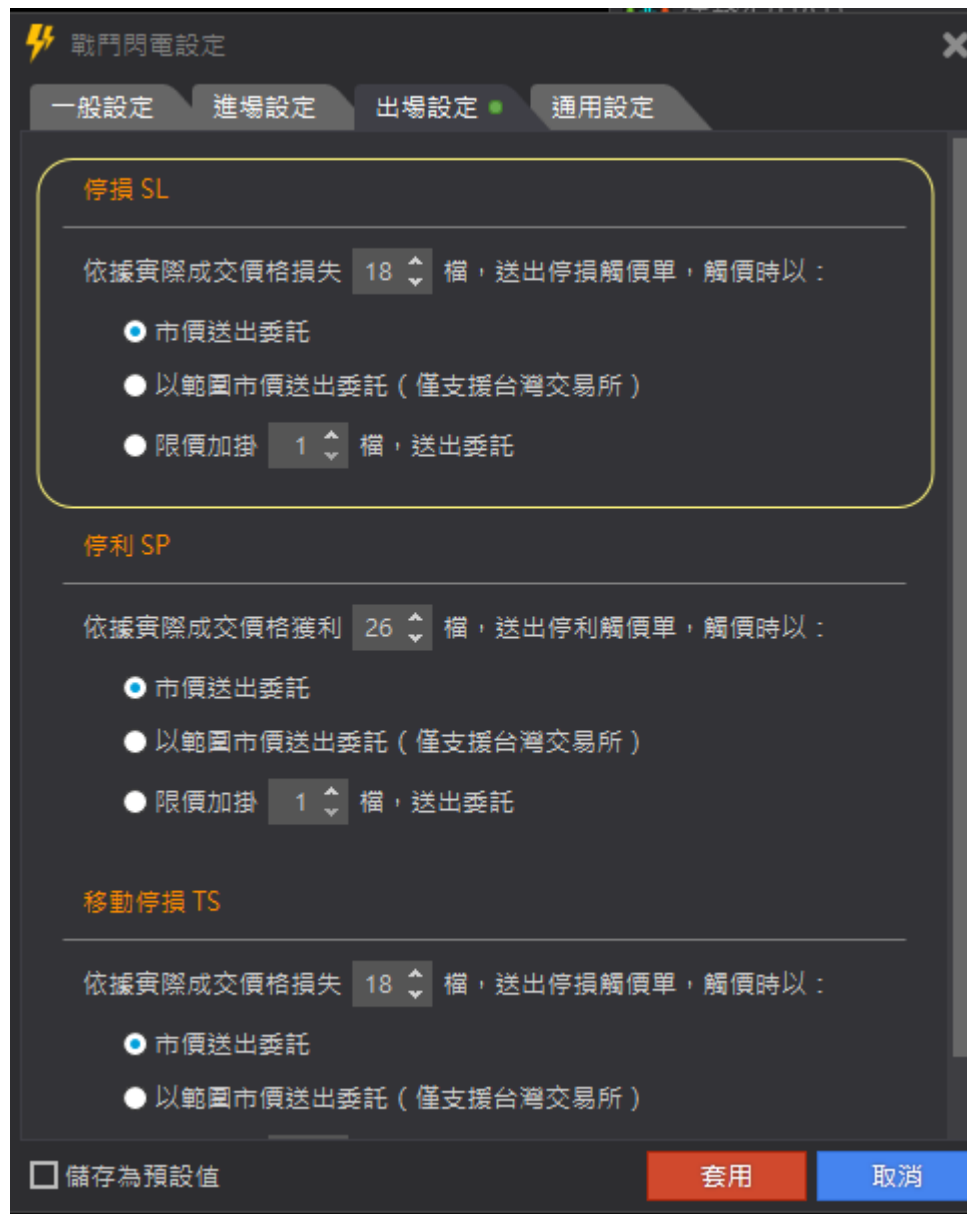 戰鬥閃電設定
一般設定 進場設定 出場設定 通用設定
停損 SL
依據實際成交價格損失 18 檔，送出停損觸價單，觸價時以：
市價送出委託
以範圍市價送出委託（僅支援台灣交易所）
限價加掛 1 檔，送出委託
停利 SP
依據實際成交價格獲利 26 檔，送出停利觸價單，觸價時以：
市價送出委託
以範圍市價送出委託（僅支援台灣交易所）
限價加掛 1 檔，送出委託
移動停損 TS
依據實際成交價格損失 18 檔，送出停損觸價單，觸價時以：
市價送出委託
以範圍市價送出委託（僅支援台灣交易所）
儲存為預設值 套用 取消